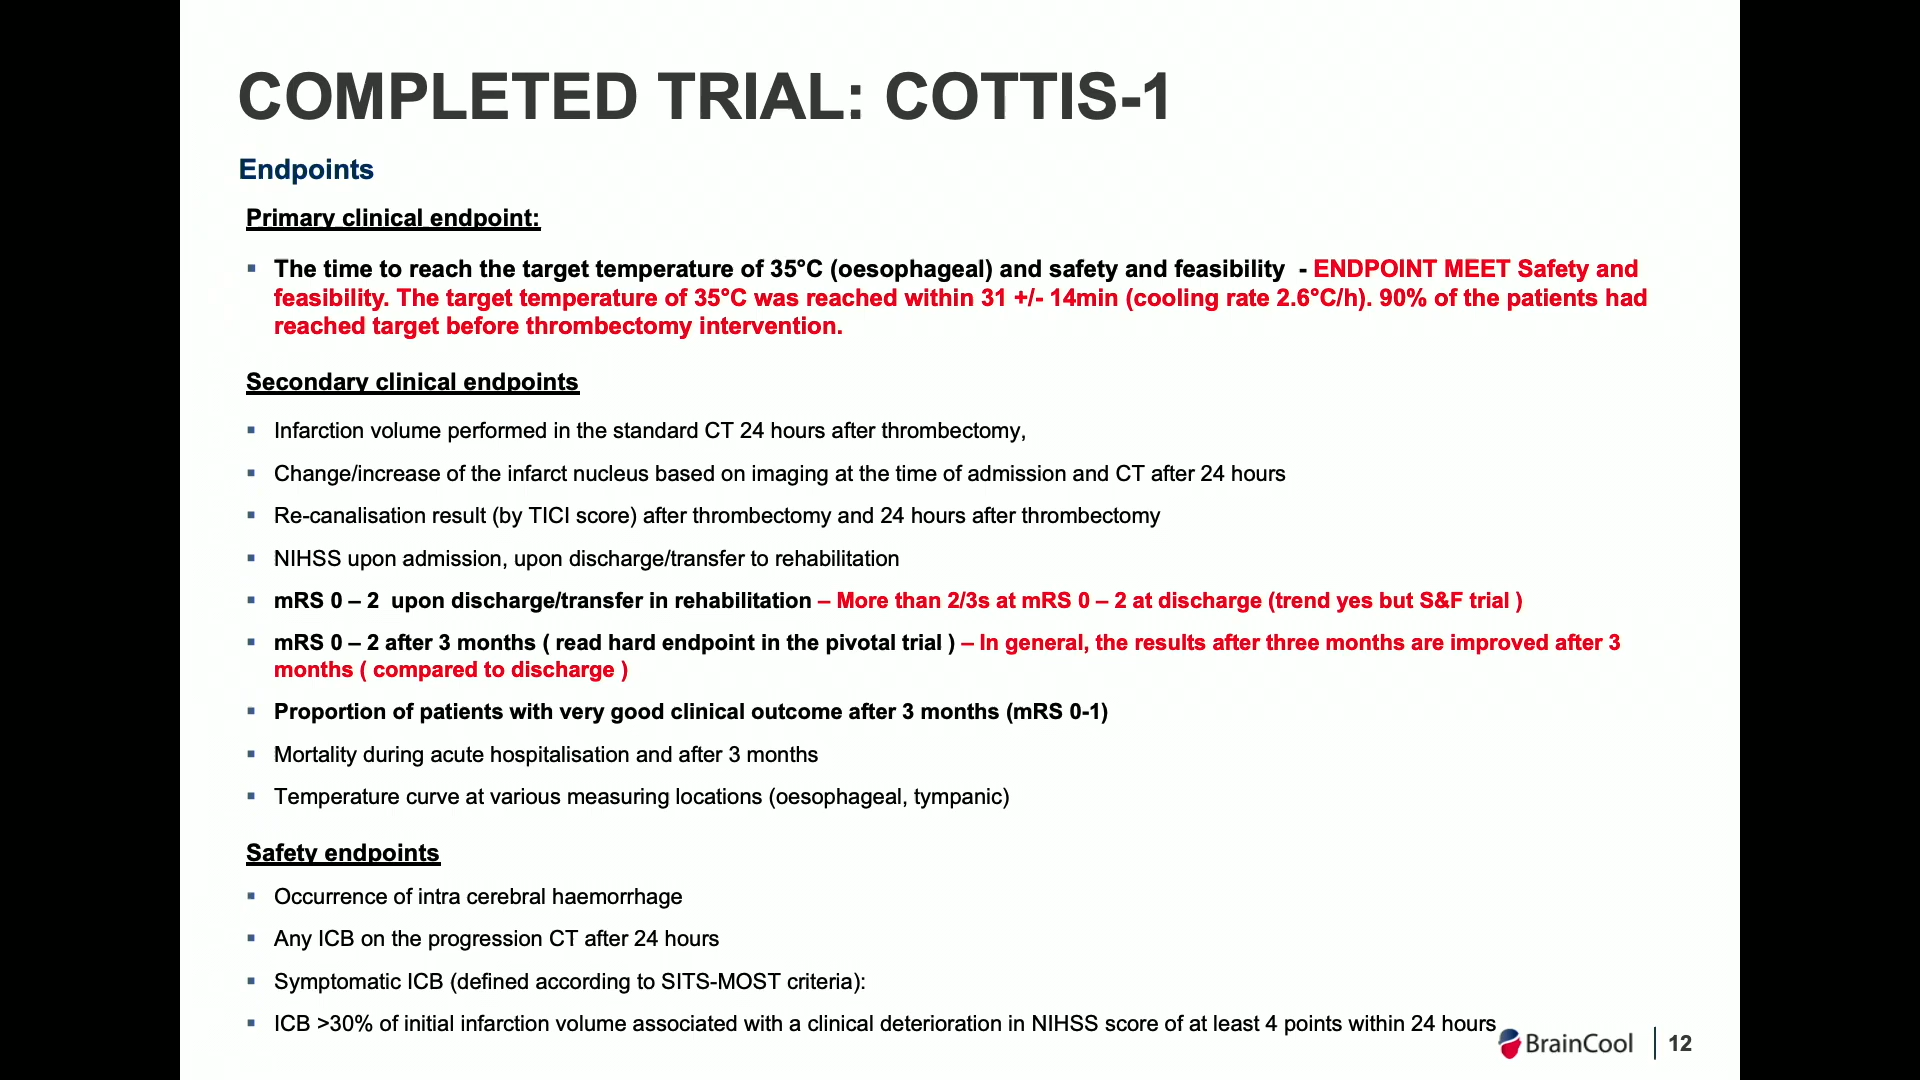 COMPLETED TRIAL: COTTIS-1
Endpoints
Primary clinical endpoint:
▪ The time to reach the target temperature of 35°C (oesophageal) and safety and feasibility - ENDPOINT MEET Safety and
feasibility. The target temperature of 35°C was reached within 31 +/- 14min (cooling rate 2.6°C/h). 90% of the patients had
reached target before thrombectomy intervention.
Secondary clinical endpoints
▪ Infarction volume performed in the standard CT 24 hours after thrombectomy,
▪ Change/increase of the infarct nucleus based on imaging at the time of admission and CT after 24 hours
▪ Re-canalisation result (by TICI score) after thrombectomy and 24 hours after thrombectomy
▪ NIHSS upon admission, upon discharge/transfer to rehabilitation
▪ mRS 0 – 2 upon discharge/transfer in rehabilitation – More than 2/3s at mRS 0 – 2 at discharge (trend yes but S&F trial )
▪ mRS 0 – 2 after 3 months ( read hard endpoint in the pivotal trial ) – In general, the results after three months are improved after 3
months ( compared to discharge )
▪ Proportion of patients with very good clinical outcome after 3 months (mRS 0-1)
▪ Mortality during acute hospitalisation and after 3 months
▪ Temperature curve at various measuring locations (oesophageal, tympanic)
Safety endpoints
▪ Occurrence of intra cerebral haemorrhage
▪ Any ICB on the progression CT after 24 hours
▪ Symptomatic ICB (defined according to SITS-MOST criteria):
▪ ICB >30% of initial infarction volume associated with a clinical deterioration in NIHSS score of at least 4 points within 24 hours
BrainCool | 12